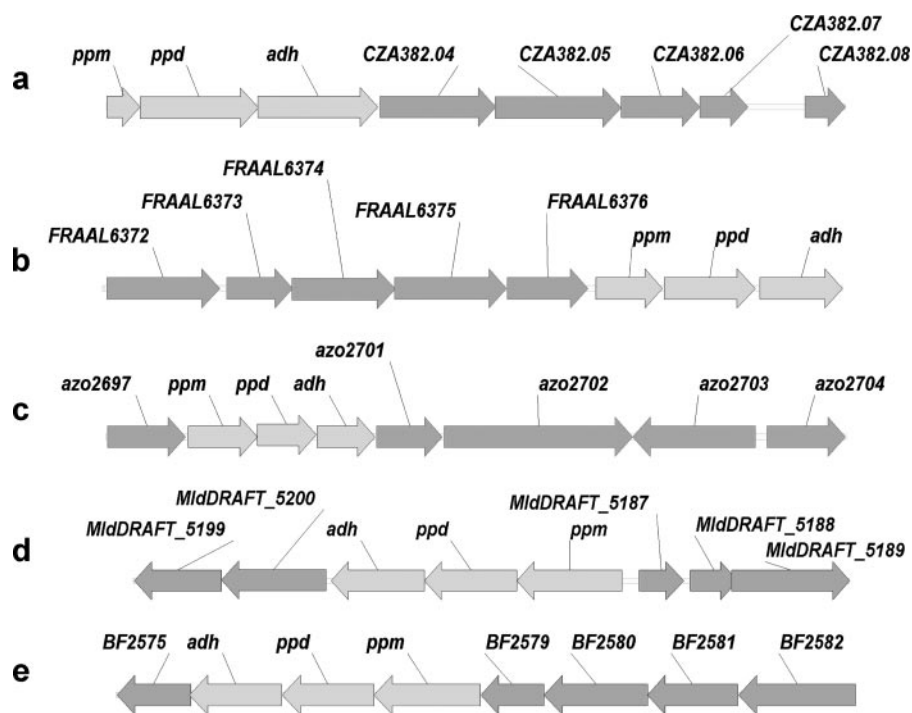 a
ppm ppd adh CZA382.04 CZA382.05 CZA382.06 CZA382.07 CZA382.08
b
FRAAL6372 FRAAL6373 FRAAL6374 FRAAL6375 FRAAL6376 ppm ppd adh
c
azo2697 ppm ppd adh azo2701 azo2702 azo2703 azo2704
d
MldDRAFT_5199 MldDRAFT_5200 adh ppd ppm MldDRAFT_5187 MldDRAFT_5188 MldDRAFT_5189
e
BF2575 adh ppd ppm BF2579 BF2580 BF2581 BF2582